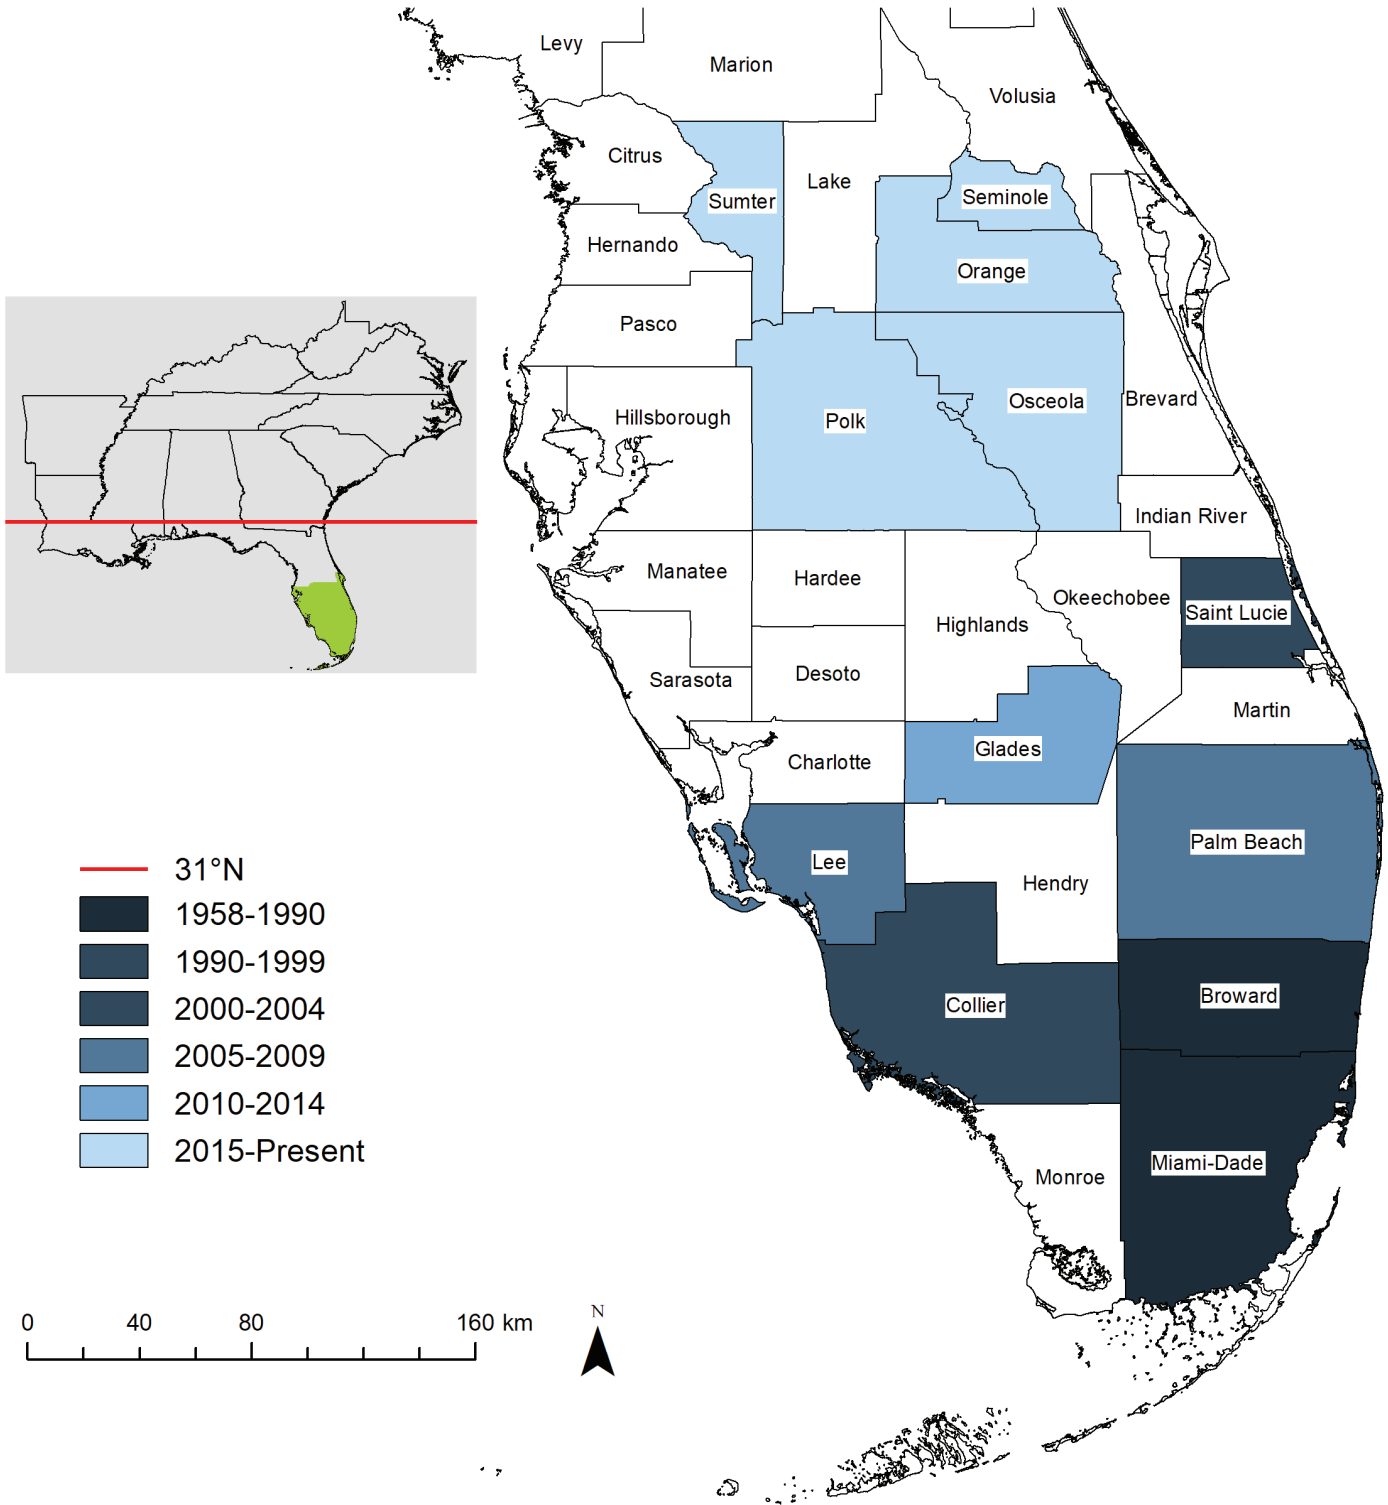 Levy
Marion
Volusia
Citrus
Lake
Sumter
Seminole
Hernando
Orange
Pasco
Osceola
Brevard
Polk
Hillsborough
Indian River
Manatee
Hardee
Okeechobee
Saint Lucie
Highlands
Desoto
Sarasota
Martin
Glades
Charlotte
Palm Beach
Lee
Hendry
Broward
Collier
Miami-Dade
Monroe
31°N
1958-1990
1990-1999
2000-2004
2005-2009
2010-2014
2015-Present
0 40 80 160 km
N